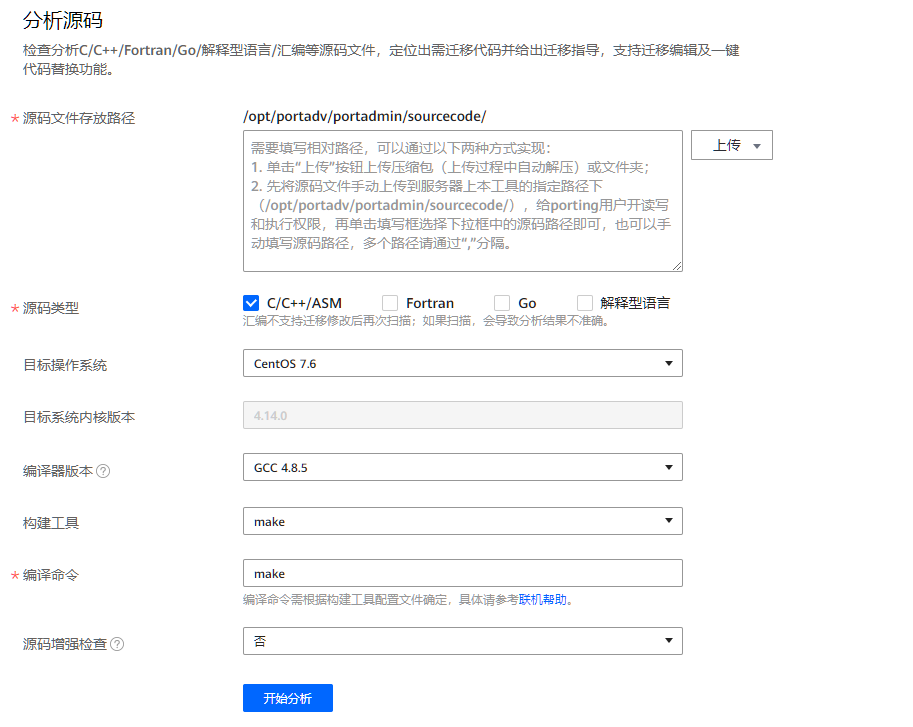 分析源码
检查分析C/C++/Fortran/Go/解释型语言/汇编等源码文件，定位出需迁移代码并给出迁移指导，支持迁移编辑及一键
代码替换功能。
* 源码文件存放路径 /opt/portadv/portadmin/sourcecode/
需要填写相对路径，可以通过以下两种方式实现：
1. 单击“上传”按钮上传压缩包（上传过程中自动解压）或文件夹；
2. 先将源码文件手动上传到服务器上本工具的指定路径下
（/opt/portadv/portadmin/sourcecode/），给porting用户开读写
和执行权限，再单击填写框选择下拉框中的源码路径即可，也可以手
动填写源码路径，多个路径请通过“,”分隔。
上传
* 源码类型 C/C++/ASM Fortran Go 解释型语言
汇编不支持迁移修改后再次扫描；如果扫描，会导致分析结果不准确。
目标操作系统 CentOS 7.6
目标系统内核版本 4.14.0
编译器版本 ? GCC 4.8.5
构建工具 make
* 编译命令 make
编译命令需根据构建工具配置文件确定，具体请参考联机帮助。
源码增强检查 ? 否
开始分析